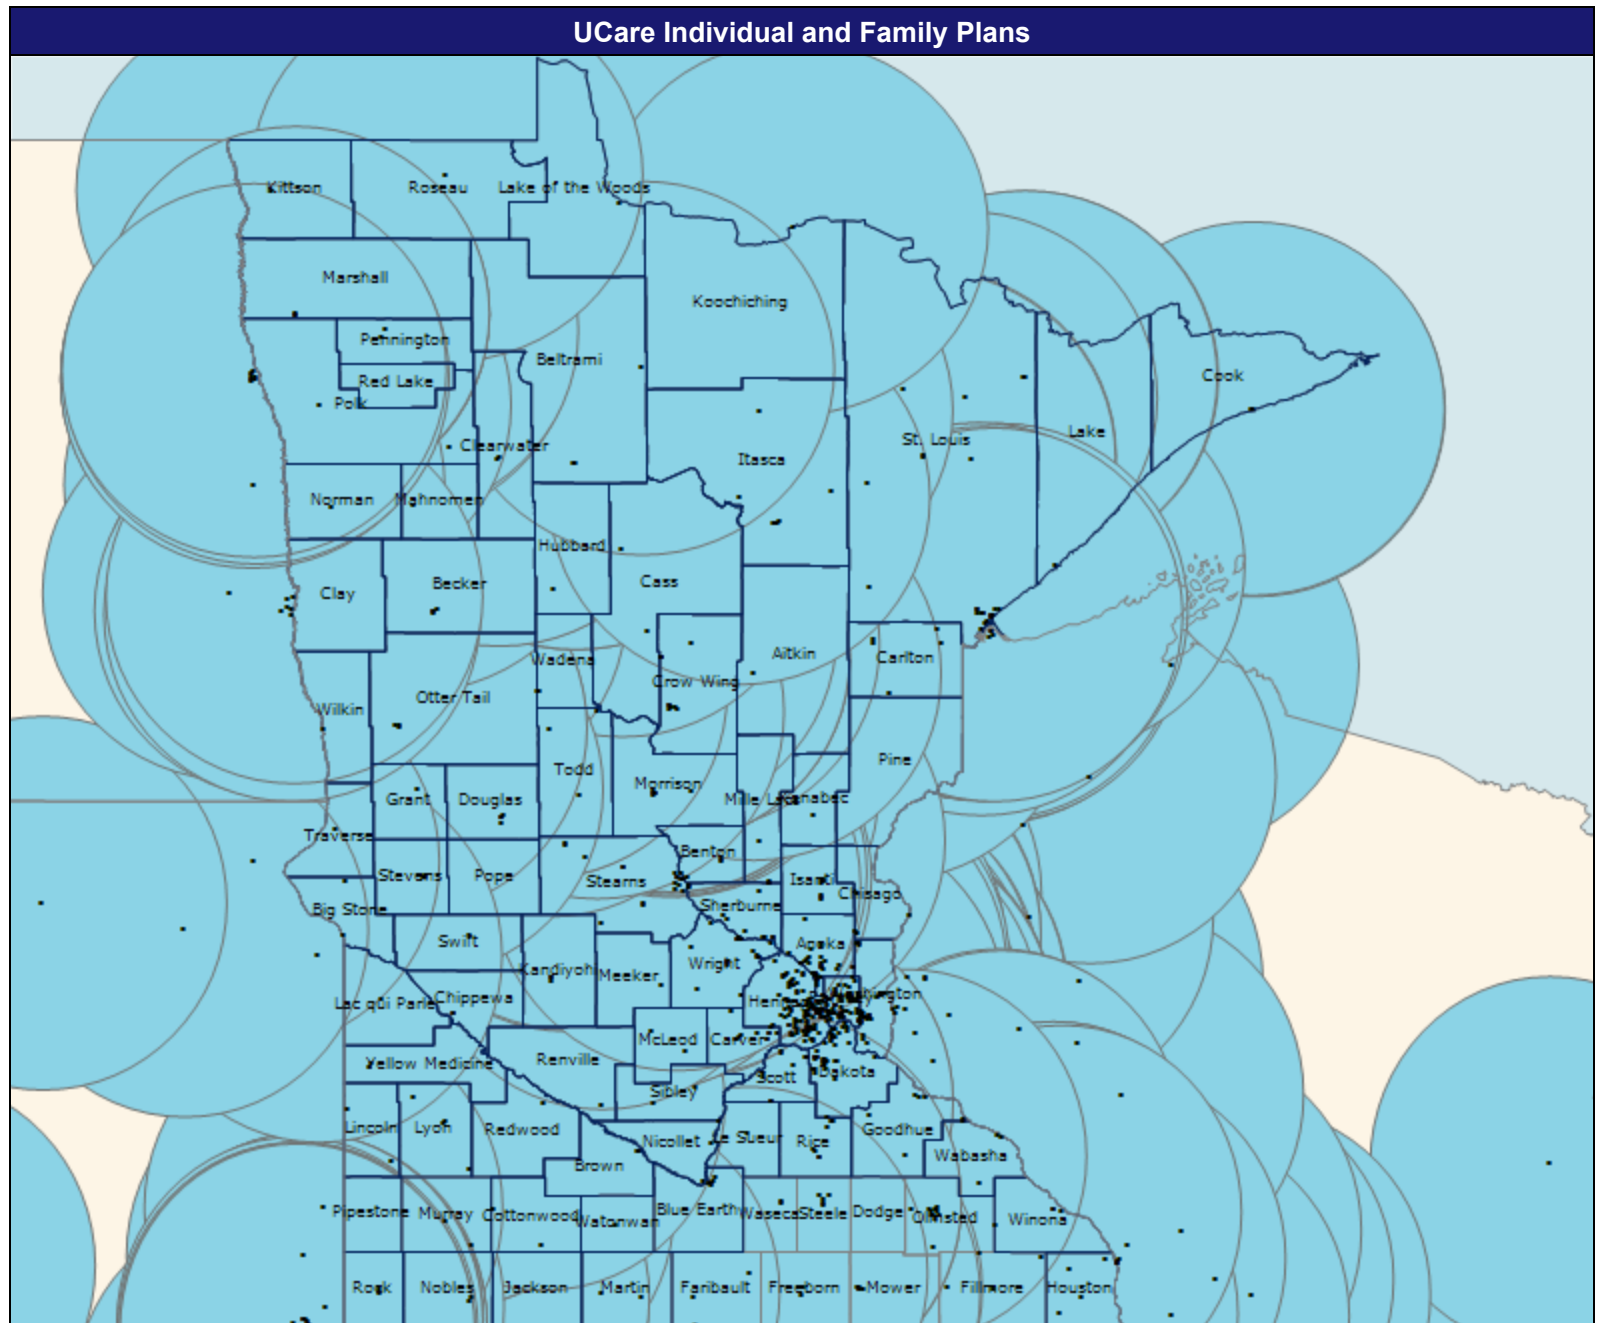 UCare Individual and Family Plans
Kittson
Roseau
Lake of the Woods
Marshall
Koochiching
Pennington
Beltrami
Red Lake
Cook
Polk
Lake
Clearwater
St. Louis
Itasca
Norman
Mahnomen
Hubbard
Cass
Becker
Clay
Aitkin
Wadena
Carlton
Crow Wing
Otter Tail
Wilkin
Pine
Todd
Morrison
Grant
Douglas
Mille Lacs
Kanabec
Traverse
Benton
Stevens
Pope
Stearns
Isanti
Chisago
Sherburne
Big Stone
Swift
Anoka
Wright
Kandiyohi
Meeker
Chippewa
Lac qui Parle
McLeod
Carver
Renville
Yellow Medicine
Scott
Dakota
Sibley
Lincoln
Lyon
Redwood
Goodhue
Nicollet
Le Sueur
Rice
Wabasha
Brown
Pipestone
Murray
Cottonwood
Watonwan
Blue Earth
Waseca
Steele
Dodge
Olmsted
Winona
Rock
Nobles
Jackson
Martin
Faribault
Freeborn
Mower
Fillmore
Houston